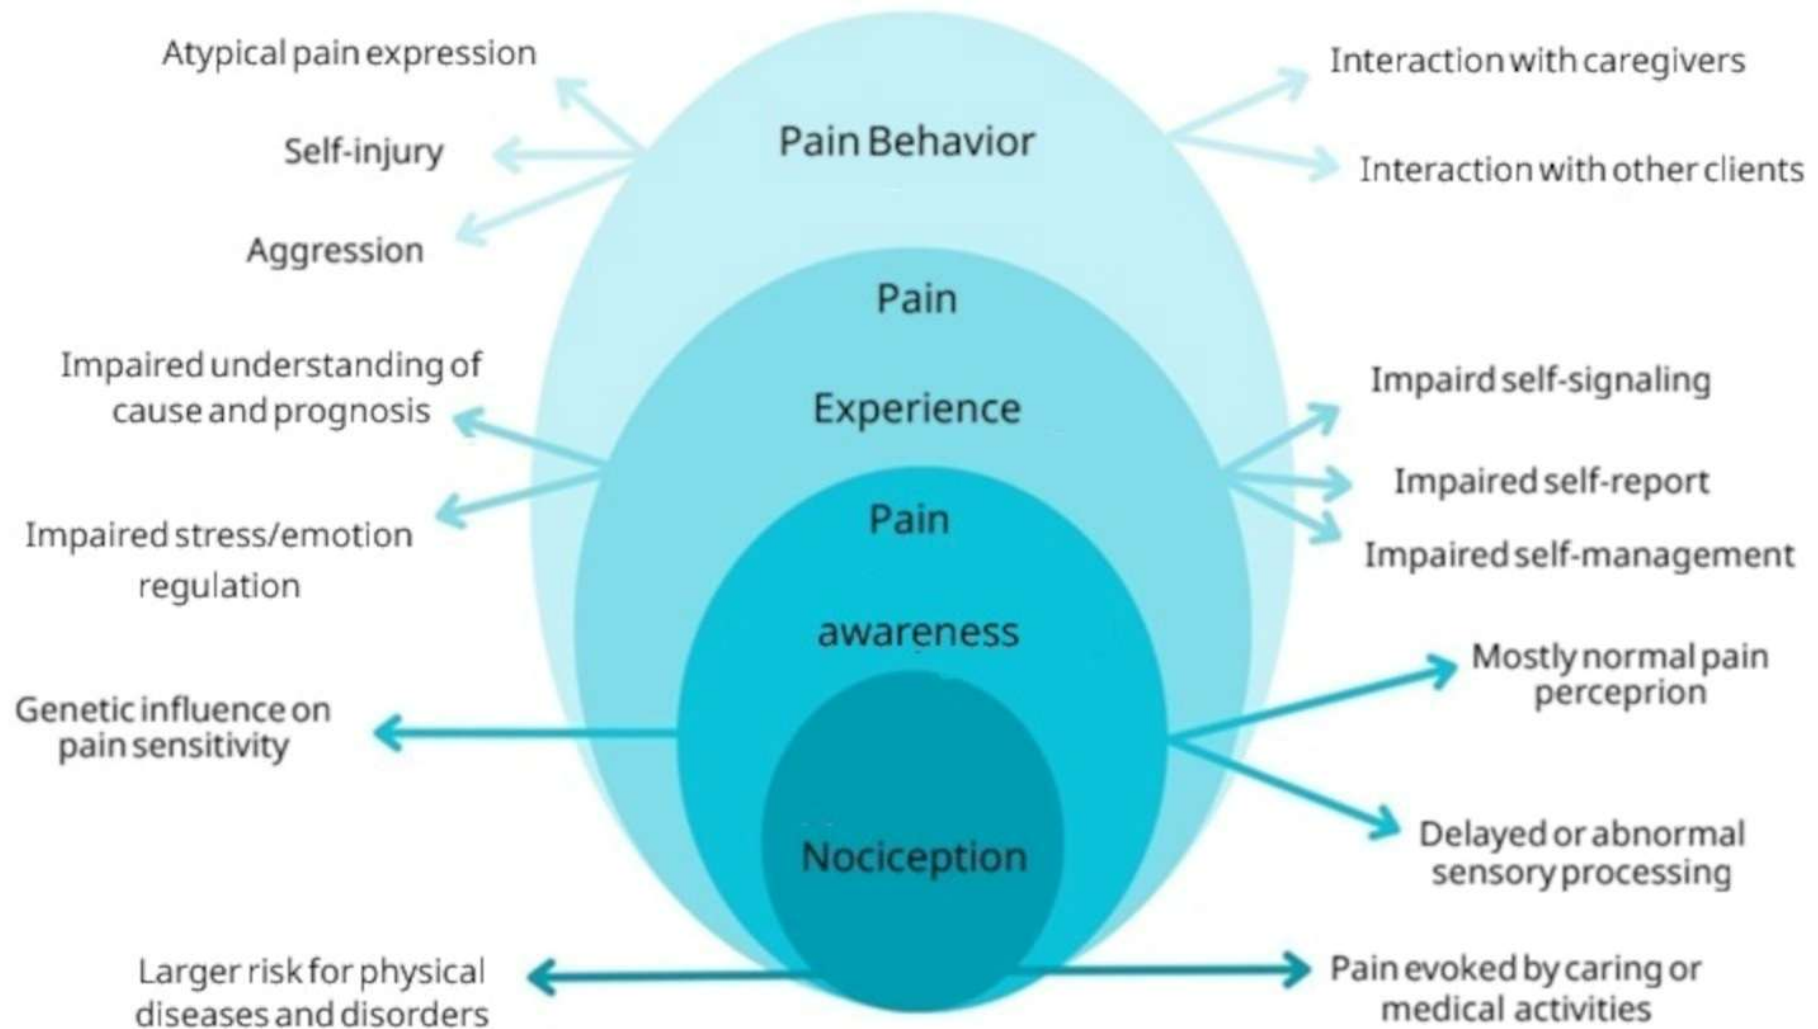 Atypical pain expression
Self-injury
Aggression
Pain Behavior
Interaction with caregivers
Interaction with other clients
Impaired understanding of
cause and prognosis
Impaired stress/emotion
regulation
Pain
Experience
Impaird self-signaling
Impaired self-report
Impaired self-management
Genetic influence on
pain sensitivity
Pain
awareness
Mostly normal pain
perceprion
Delayed or abnormal
sensory processing
Larger risk for physical
diseases and disorders
Nociception
Pain evoked by caring or
medical activities